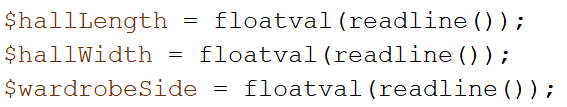 $hallLength = floatval(readline());
$hallWidth = floatval(readline());
$wardrobeSide = floatval(readline());